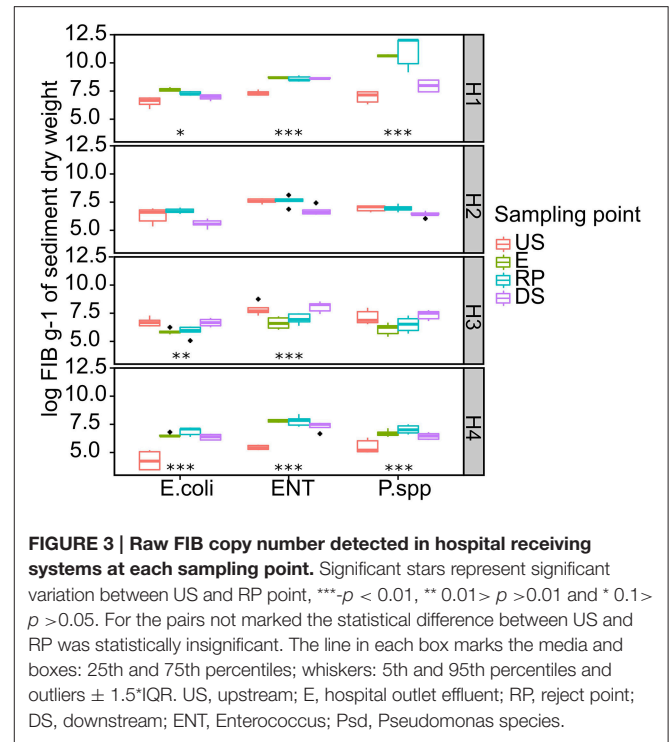 log FIB g-1 of sediment dry weight
12.5
10.0
7.5
5.0
* *** ***
H1
12.5
10.0
7.5
5.0
H2
12.5
10.0
7.5
5.0
** ***
H3
12.5
10.0
7.5
5.0
*** *** ***
H4
E.coli ENT P.spp
Sampling point
US
E
RP
DS
FIGURE 3 | Raw FIB copy number detected in hospital receiving
systems at each sampling point. Significant stars represent significant
variation between US and RP point, ***-p < 0.01, ** 0.01> p >0.01 and * 0.1>
p >0.05. For the pairs not marked the statistical difference between US and
RP was statistically insignificant. The line in each box marks the media and
boxes: 25th and 75th percentiles; whiskers: 5th and 95th percentiles and
outliers ± 1.5*IQR. US, upstream; E, hospital outlet effluent; RP, reject point;
DS, downstream; ENT, Enterococcus; Psd, Pseudomonas species.